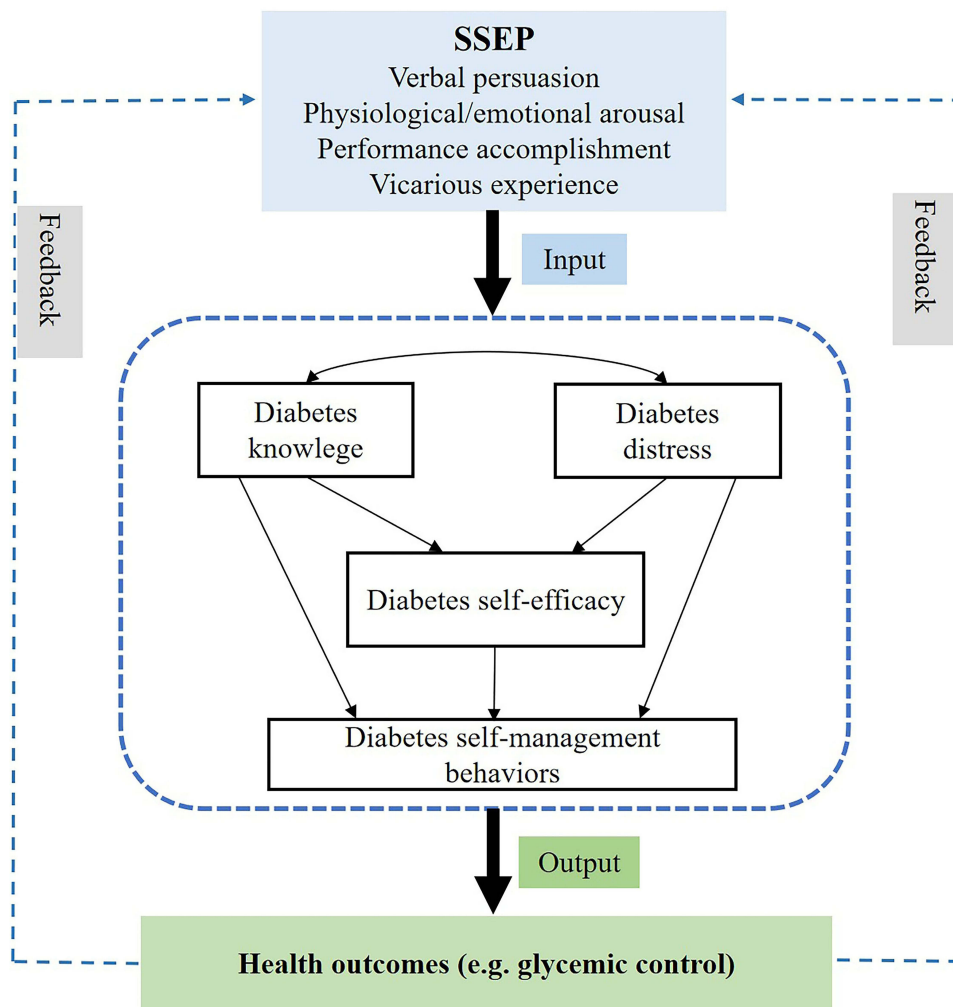 SSEP
Verbal persuasion
Physiological/emotional arousal
Performance accomplishment
Vicarious experience
Feedback
Feedback
Input
Diabetes
knowlege
Diabetes
distress
Diabetes self-efficacy
Diabetes self-management
behaviors
Output
Health outcomes (e.g. glycemic control)